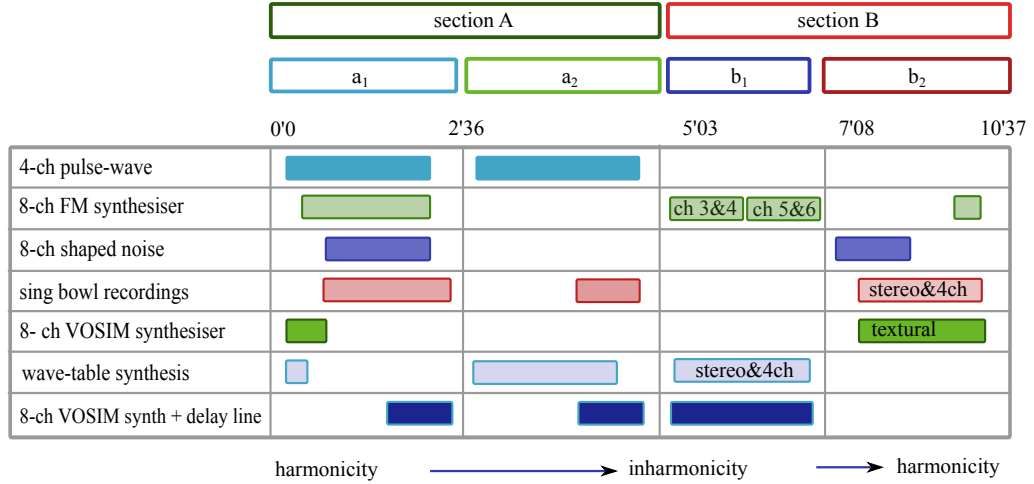 section A section B
a₁ a₂ b₁ b₂
0'0 2'36 5'03 7'08 10'37
4-ch pulse-wave
8-ch FM synthesiser ch 3&4 ch 5&6
8-ch shaped noise
sing bowl recordings stereo&4ch
8- ch VOSIM synthesiser textural
wave-table synthesis stereo&4ch
8-ch VOSIM synth + delay line
harmonicity inharmonicity harmonicity